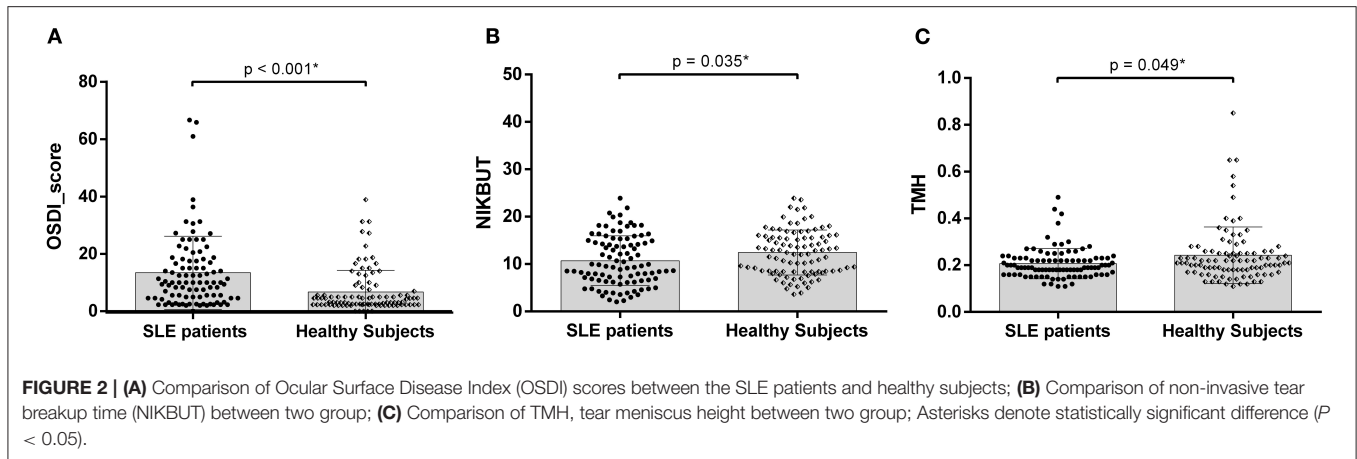 A
B
C
p < 0.001*
p = 0.035*
p = 0.049*
80
60
40
20
0
OSDI_score
SLE patients
Healthy Subjects
50
40
30
20
10
0
NIKBUT
SLE patients
Healthy Subjects
1.0
0.8
0.6
0.4
0.2
0.0
TMH
SLE patients
Healthy Subjects
FIGURE 2 | (A) Comparison of Ocular Surface Disease Index (OSDI) scores between the SLE patients and healthy subjects; (B) Comparison of non-invasive tear
breakup time (NIKBUT) between two group; (C) Comparison of TMH, tear meniscus height between two group; Asterisks denote statistically significant difference (P
< 0.05).